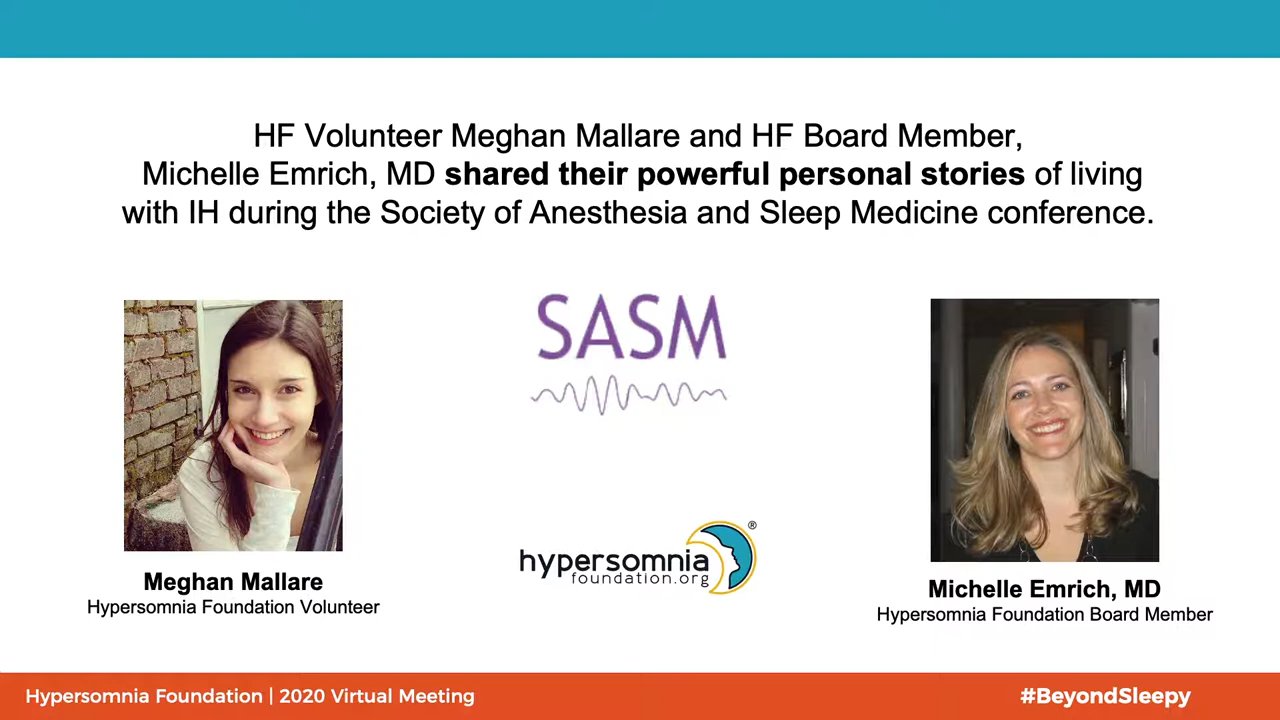 HF Volunteer Meghan Mallare and HF Board Member,
Michelle Emrich, MD shared their powerful personal stories of living
with IH during the Society of Anesthesia and Sleep Medicine conference.
SASM
hypersomnia
foundation.org
®
Meghan Mallare
Hypersomnia Foundation Volunteer
Michelle Emrich, MD
Hypersomnia Foundation Board Member
Hypersomnia Foundation | 2020 Virtual Meeting
#BeyondSleepy